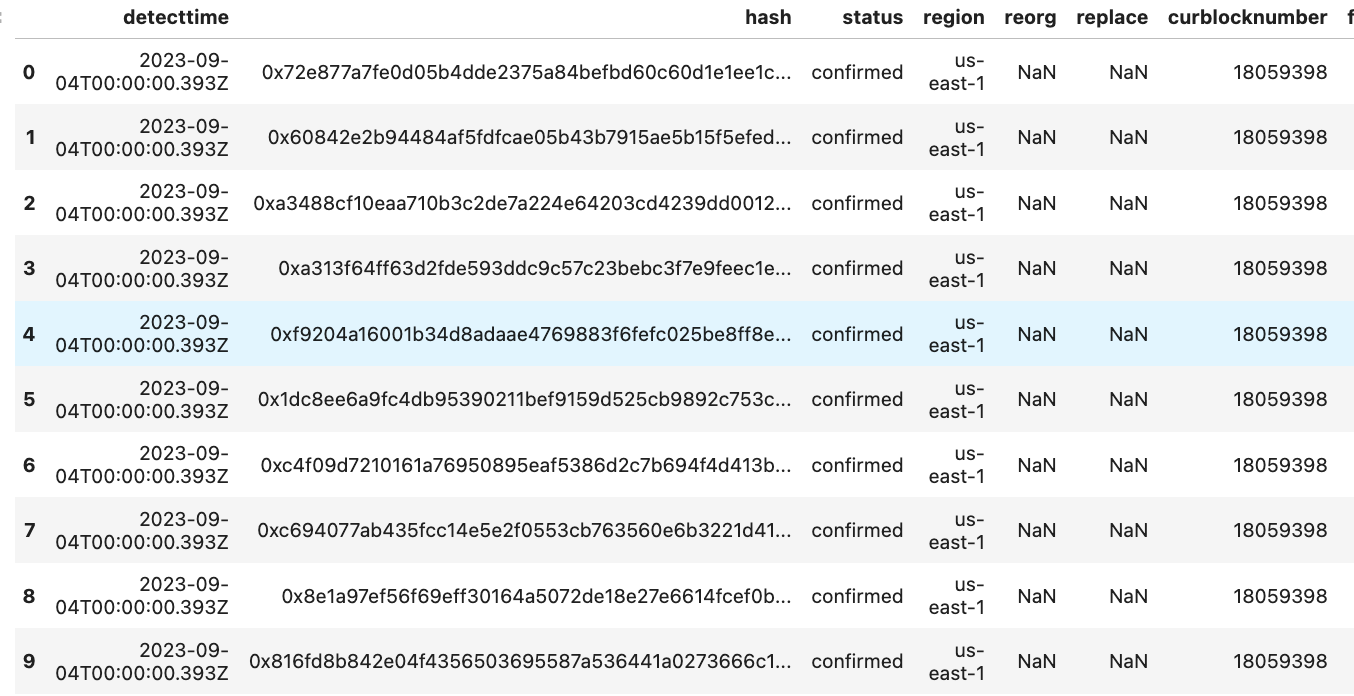 detecttime hash status region reorg replace curblocknumber f
0 2023-09-04T00:00:00.393Z 0x72e877a7fe0d05b4dde2375a84befbd60c60d1e1ee1c... confirmed us-east-1 NaN NaN 18059398
1 2023-09-04T00:00:00.393Z 0x60842e2b94484af5fdfcae05b43b7915ae5b15f5efed... confirmed us-east-1 NaN NaN 18059398
2 2023-09-04T00:00:00.393Z 0xa3488cf10eaa710b3c2de7a224e64203cd4239dd0012... confirmed us-east-1 NaN NaN 18059398
3 2023-09-04T00:00:00.393Z 0xa313f64ff63d2fde593ddc9c57c23bebc3f7e9feec1e... confirmed us-east-1 NaN NaN 18059398
4 2023-09-04T00:00:00.393Z 0xf9204a16001b34d8adaae4769883f6fefc025be8ff8e... confirmed us-east-1 NaN NaN 18059398
5 2023-09-04T00:00:00.393Z 0x1dc8ee6a9fc4db95390211bef9159d525cb9892c753c... confirmed us-east-1 NaN NaN 18059398
6 2023-09-04T00:00:00.393Z 0xc4f09d7210161a76950895eaf5386d2c7b694f4d413b... confirmed us-east-1 NaN NaN 18059398
7 2023-09-04T00:00:00.393Z 0xc694077ab435fcc14e5e2f0553cb763560e6b3221d41... confirmed us-east-1 NaN NaN 18059398
8 2023-09-04T00:00:00.393Z 0x8e1a97ef56f69eff30164a5072de18e27e6614fcef0b... confirmed us-east-1 NaN NaN 18059398
9 2023-09-04T00:00:00.393Z 0x816fd8b842e04f4356503695587a536441a0273666c1... confirmed us-east-1 NaN NaN 18059398